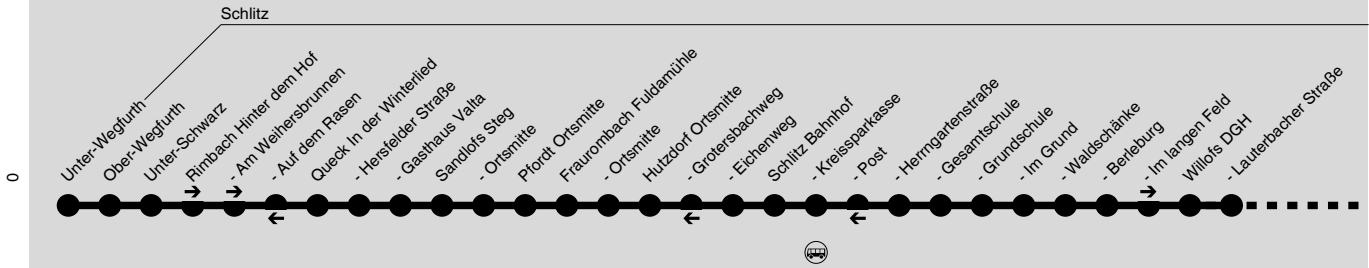 Schlitz
Unter-Wegfurth
Ober-Wegfurth
Unter-Schwarz
Rimbach Hinter dem Hof
- Am Weihersbrunnen
- Auf dem Rasen
Queck In der Winterlied
- Hersfelder Straße
- Gasthaus Valta
Sandlofs Steg
- Ortsmitte
Pfordt Ortsmitte
Fraurombach Fuldamühle
- Ortsmitte
Hutzdorf Ortsmitte
- Grotersbachweg
- Eichenweg
Schlitz Bahnhof
- Kreissparkasse
- Post
- Herrngartenstraße
- Gesamtschule
- Grundschule
- Im Grund
- Waldschänke
- Berleburg
- Im langen Feld
Willofs DGH
- Lauterbacher Straße
0